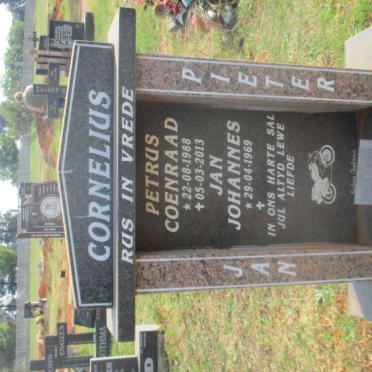 CORNELIUS
RUS IN VREDE
PIETER
PETRUS
COENRAAD
★22-08-1988
✝05-03-2013
JAN
JOHANNES
★29-04-1969
✝
IN ONS HARTE SAL
JUL ALTYD LEWE
LIEFDE
JAN